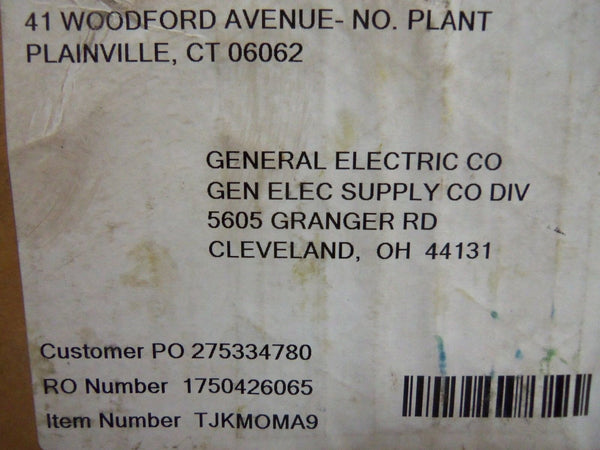 41 WOODFORD AVENUE- NO. PLANT
PLAINVILLE, CT 06062
GENERAL ELECTRIC CO
GEN ELEC SUPPLY CO DIV
5605 GRANGER RD
CLEVELAND, OH 44131
Customer PO 275334780
RO Number 1750426065
Item Number TJKMOMA9